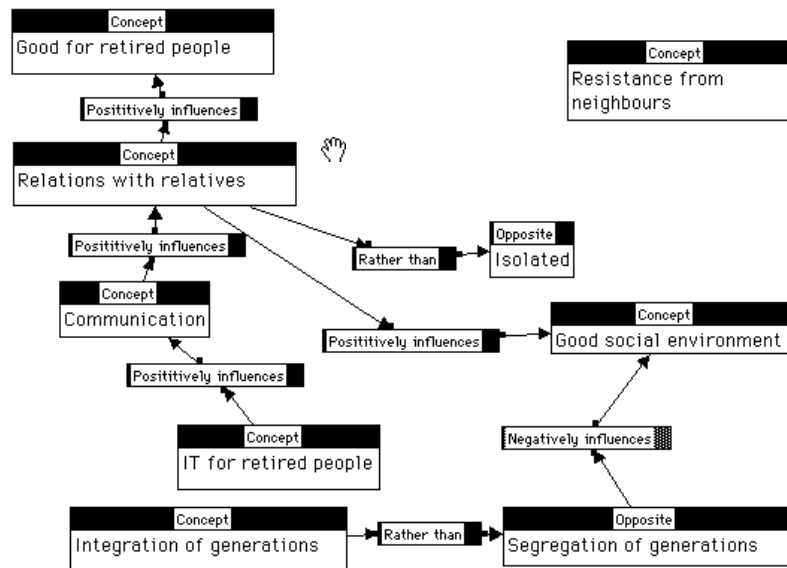 Concept
Good for retired people
Concept
Resistance from
neighbours
Posititively influences
Concept
Relations with relatives
Posititively influences
Rather than
Opposite
Isolated
Concept
Communication
Concept
Good social environment
Posititively influences
Posititively influences
Concept
IT for retired people
Negatively influences
Concept
Integration of generations
Rather than
Opposite
Segregation of generations